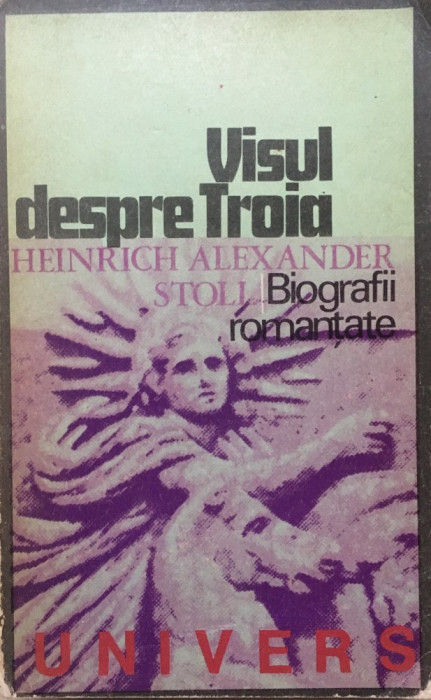 Visul
despre Troia
HEINRICH ALEXANDER
STOLL
Biografii
romanțate
UNIVERS